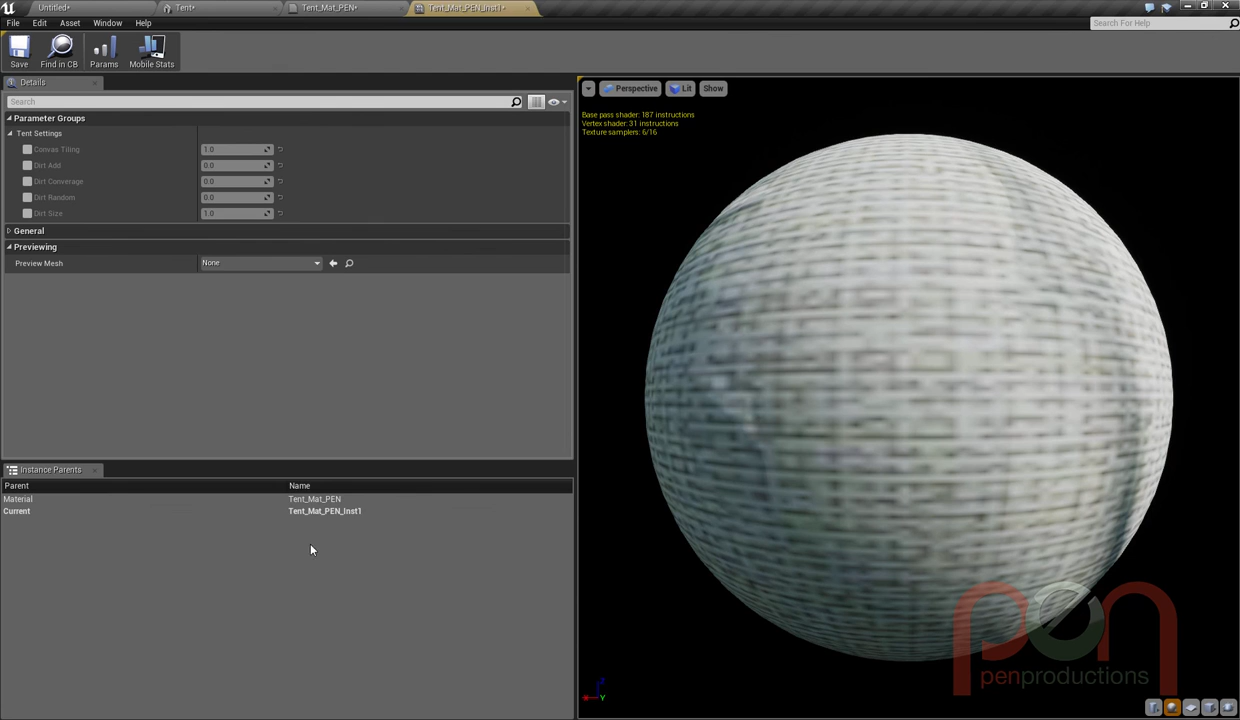 Untitled*
Tent*
Tent_Mat_PEN*
Tent_Mat_PEN_Inst1*
File Edit Asset Window Help
Search For Help
Save
Find in CB
Params
Mobile Stats
Details
Search
Parameter Groups
Tent Settings
Canvas Tiling 1.0
Dirt Add 0.0
Dirt Converage 0.0
Dirt Random 0.0
Dirt Size 1.0
General
Previewing
Preview Mesh None
Instance Parents
Parent Name
Material Tent_Mat_PEN
Current Tent_Mat_PEN_Inst1
Perspective Lit Show
Base pass shader: 187 instructions
Vertex shader: 31 instructions
Texture samplers: 6/16
Y
pen
penproductions